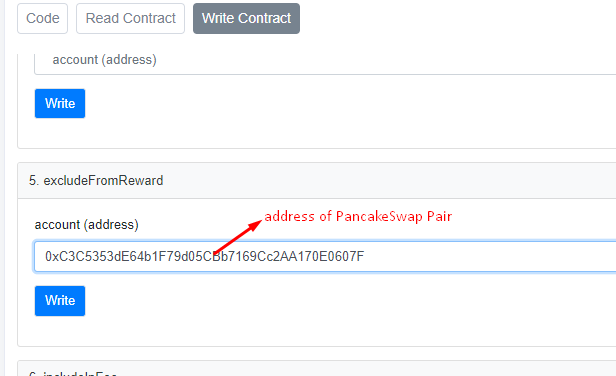 Code Read Contract Write Contract
account (address)
Write
5. excludeFromReward
address of PancakeSwap Pair
account (address)
0xC3C5353dE64b1F79d05CBb7169Cc2AA170E0607F
Write
6. includeInFee